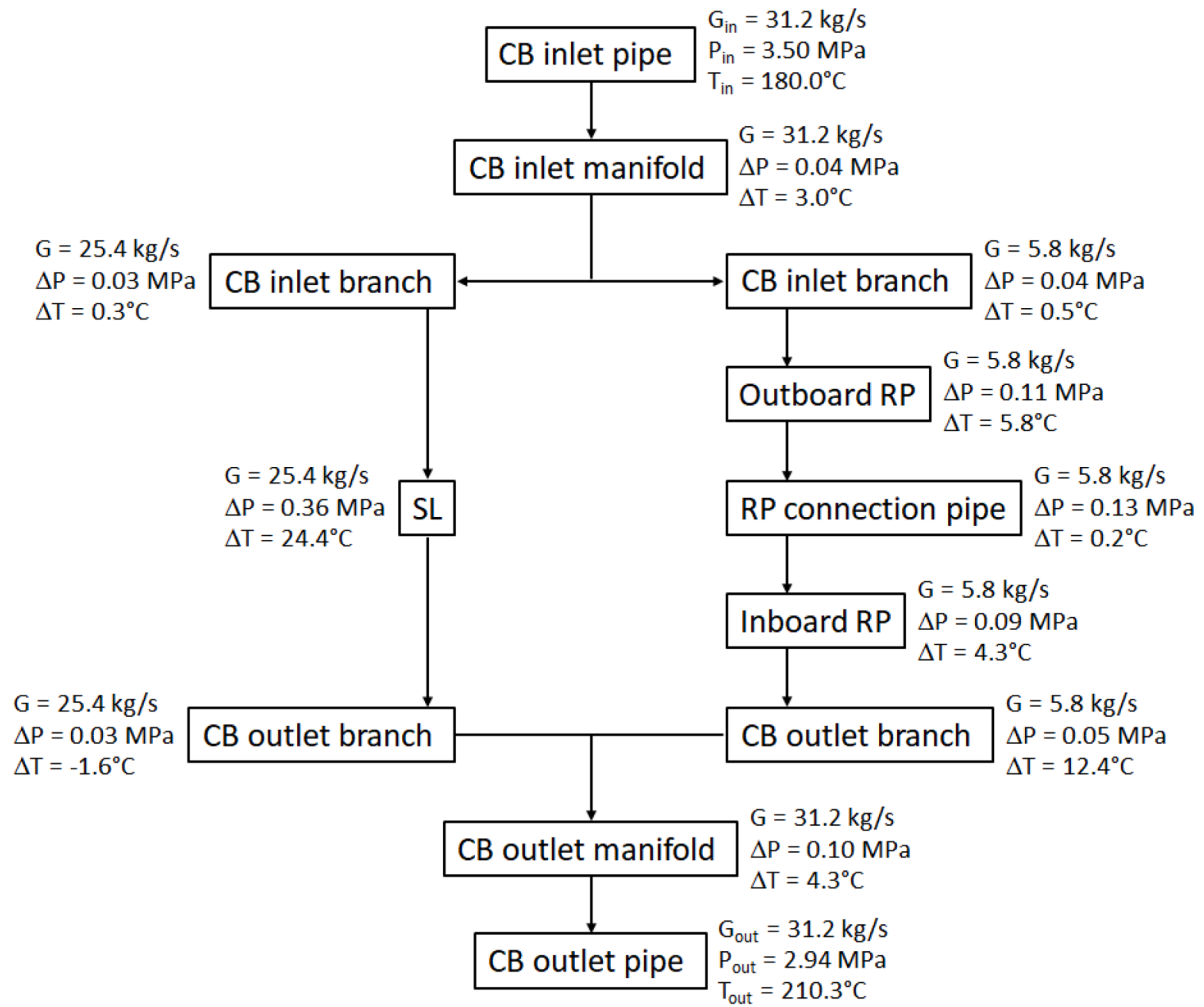 CB inlet pipe
G_in = 31.2 kg/s
P_in = 3.50 MPa
T_in = 180.0°C
CB inlet manifold
G = 31.2 kg/s
ΔP = 0.04 MPa
ΔT = 3.0°C
G = 25.4 kg/s
ΔP = 0.03 MPa
ΔT = 0.3°C
CB inlet branch
CB inlet branch
G = 5.8 kg/s
ΔP = 0.04 MPa
ΔT = 0.5°C
Outboard RP
G = 5.8 kg/s
ΔP = 0.11 MPa
ΔT = 5.8°C
G = 25.4 kg/s
ΔP = 0.36 MPa
ΔT = 24.4°C
SL
RP connection pipe
G = 5.8 kg/s
ΔP = 0.13 MPa
ΔT = 0.2°C
Inboard RP
G = 5.8 kg/s
ΔP = 0.09 MPa
ΔT = 4.3°C
G = 25.4 kg/s
ΔP = 0.03 MPa
ΔT = -1.6°C
CB outlet branch
CB outlet branch
G = 5.8 kg/s
ΔP = 0.05 MPa
ΔT = 12.4°C
CB outlet manifold
G = 31.2 kg/s
ΔP = 0.10 MPa
ΔT = 4.3°C
CB outlet pipe
G_out = 31.2 kg/s
P_out = 2.94 MPa
T_out = 210.3°C